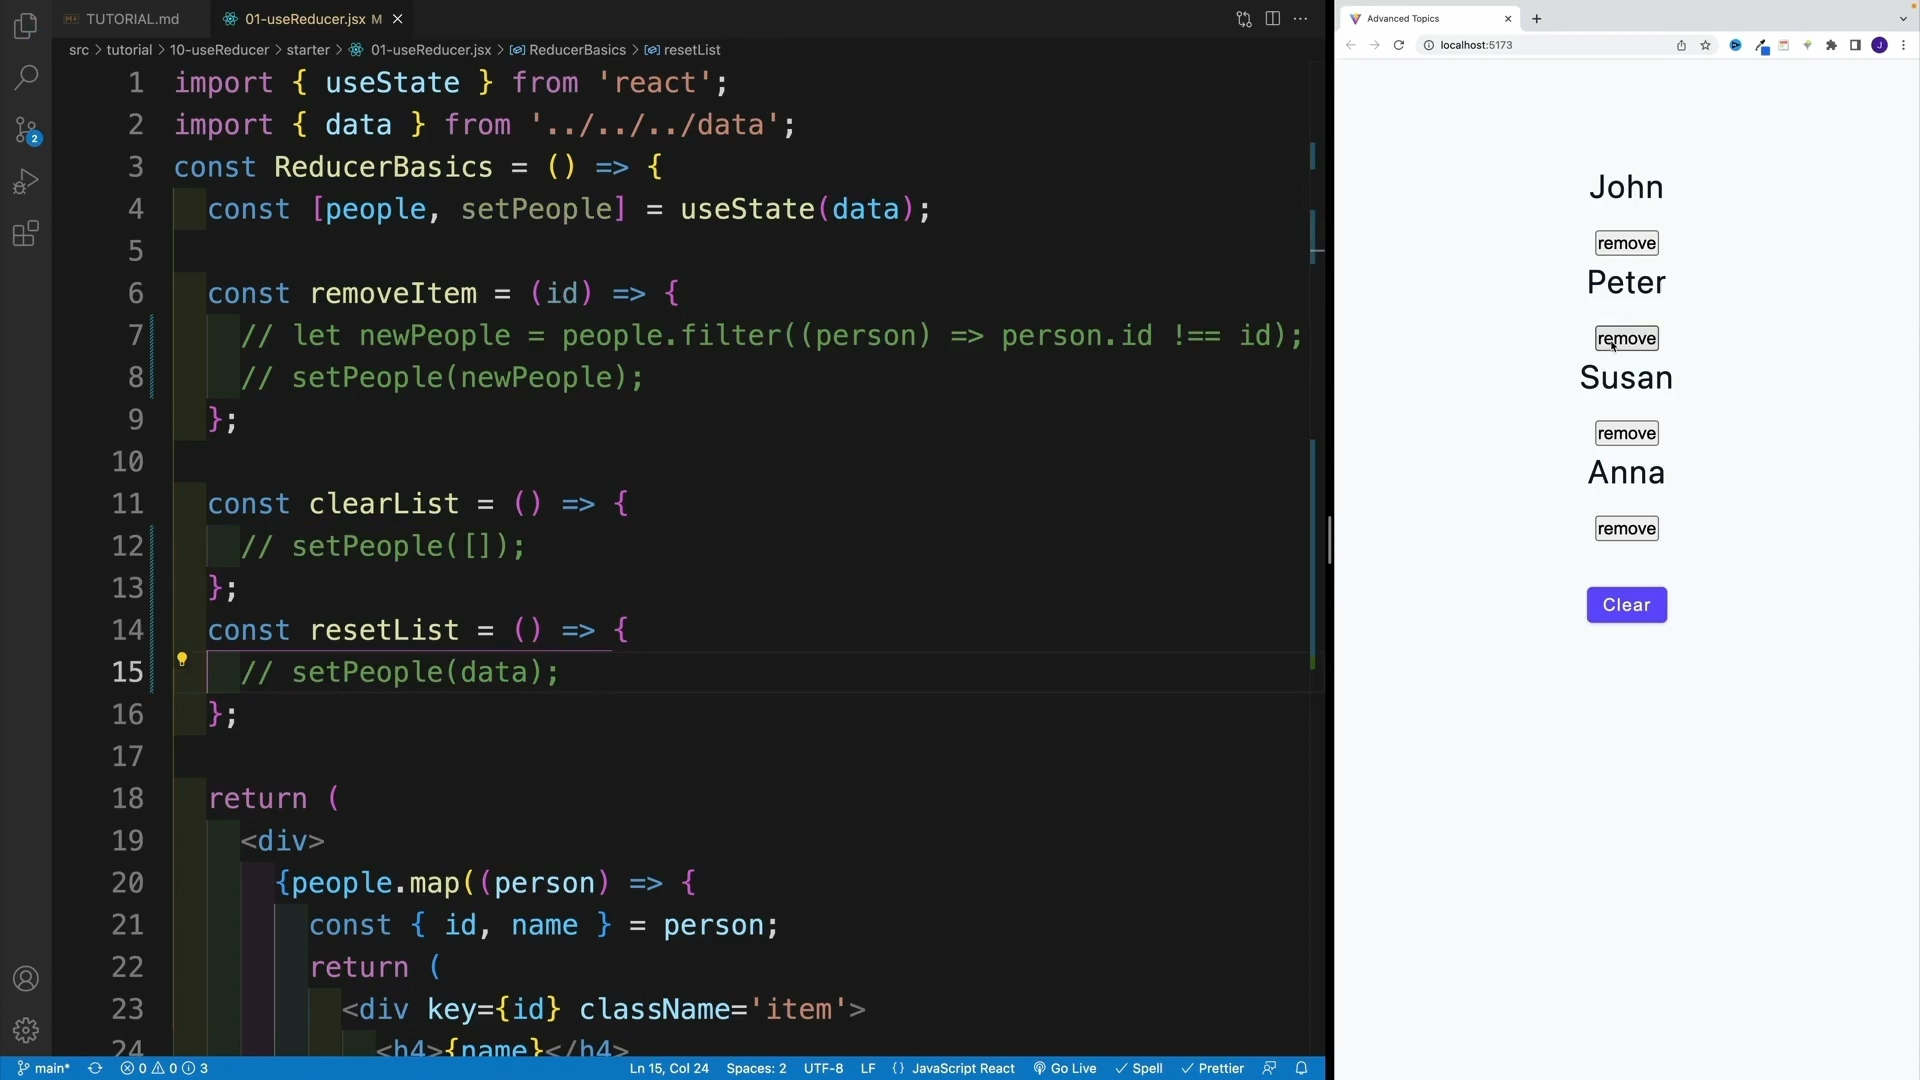 TUTORIAL.md
01-useReducer.jsx M
src > tutorial > 10-useReducer > starter > 01-useReducer.jsx > ReducerBasics > resetList
1 import { useState } from 'react';
2 import { data } from '../../../data';
3 const ReducerBasics = () => {
4 const [people, setPeople] = useState(data);
5
6 const removeItem = (id) => {
7 // let newPeople = people.filter((person) => person.id !== id);
8 // setPeople(newPeople);
9 };
10
11 const clearList = () => {
12 // setPeople([]);
13 };
14 const resetList = () => {
15 // setPeople(data);
16 };
17
18 return (
19 <div>
20 {people.map((person) => {
21 const { id, name } = person;
22 return (
23 <div key={id} className='item'>
24 <h4>{name}</h4>
2
main* 0 0 3 Ln 15, Col 24 Spaces: 2 UTF-8 LF {} JavaScript React Go Live Spell Prettier
Advanced Topics
localhost:5173
J
John
remove
Peter
remove
Susan
remove
Anna
remove
Clear